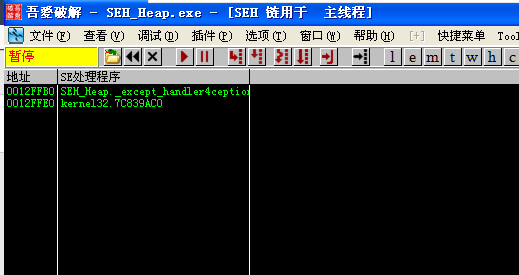 吾愛破解 - SEH_Heap.exe - [SEH 链用于 主线程]
文件(F) 查看(V) 调试(D) 插件(P) 选项(T) 窗口(W) 帮助(H) [+] 快捷菜单 Tool
暂停 l e m t w h c
地址 SE处理程序
0012FFB0 SEH_Heap._except_handler4ception
0012FFE0 kernel32.7C839AC0